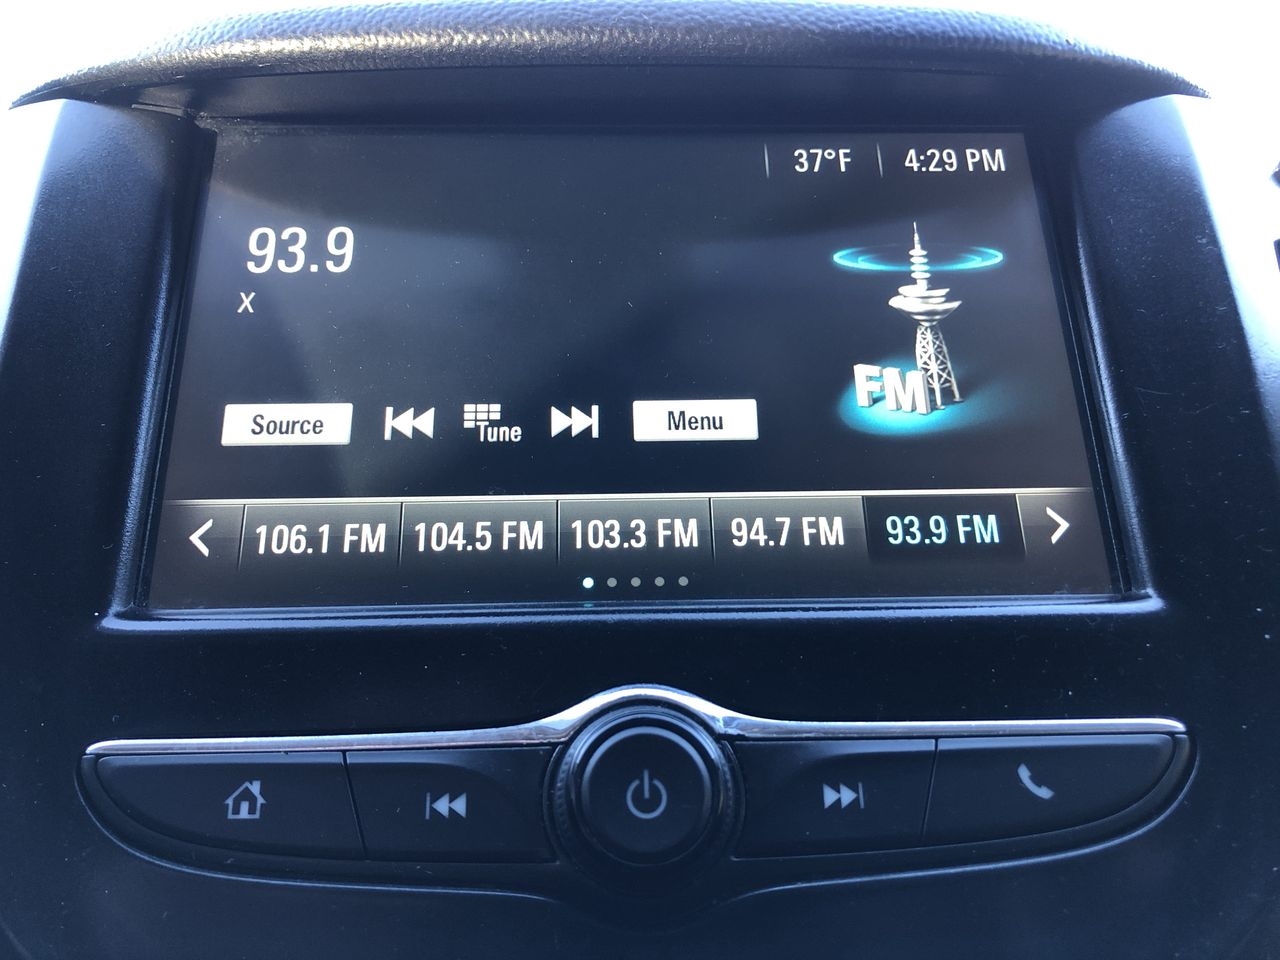 37°F 4:29 PM
93.9
X
FM
Source Tune Menu
106.1 FM 104.5 FM 103.3 FM 94.7 FM 93.9 FM